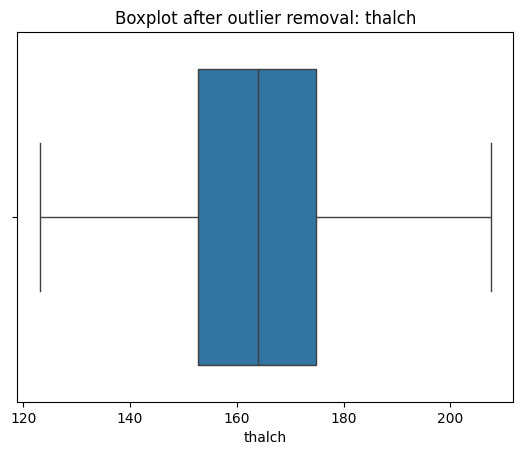 Boxplot after outlier removal: thalch
120 140 160 180 200
thalch